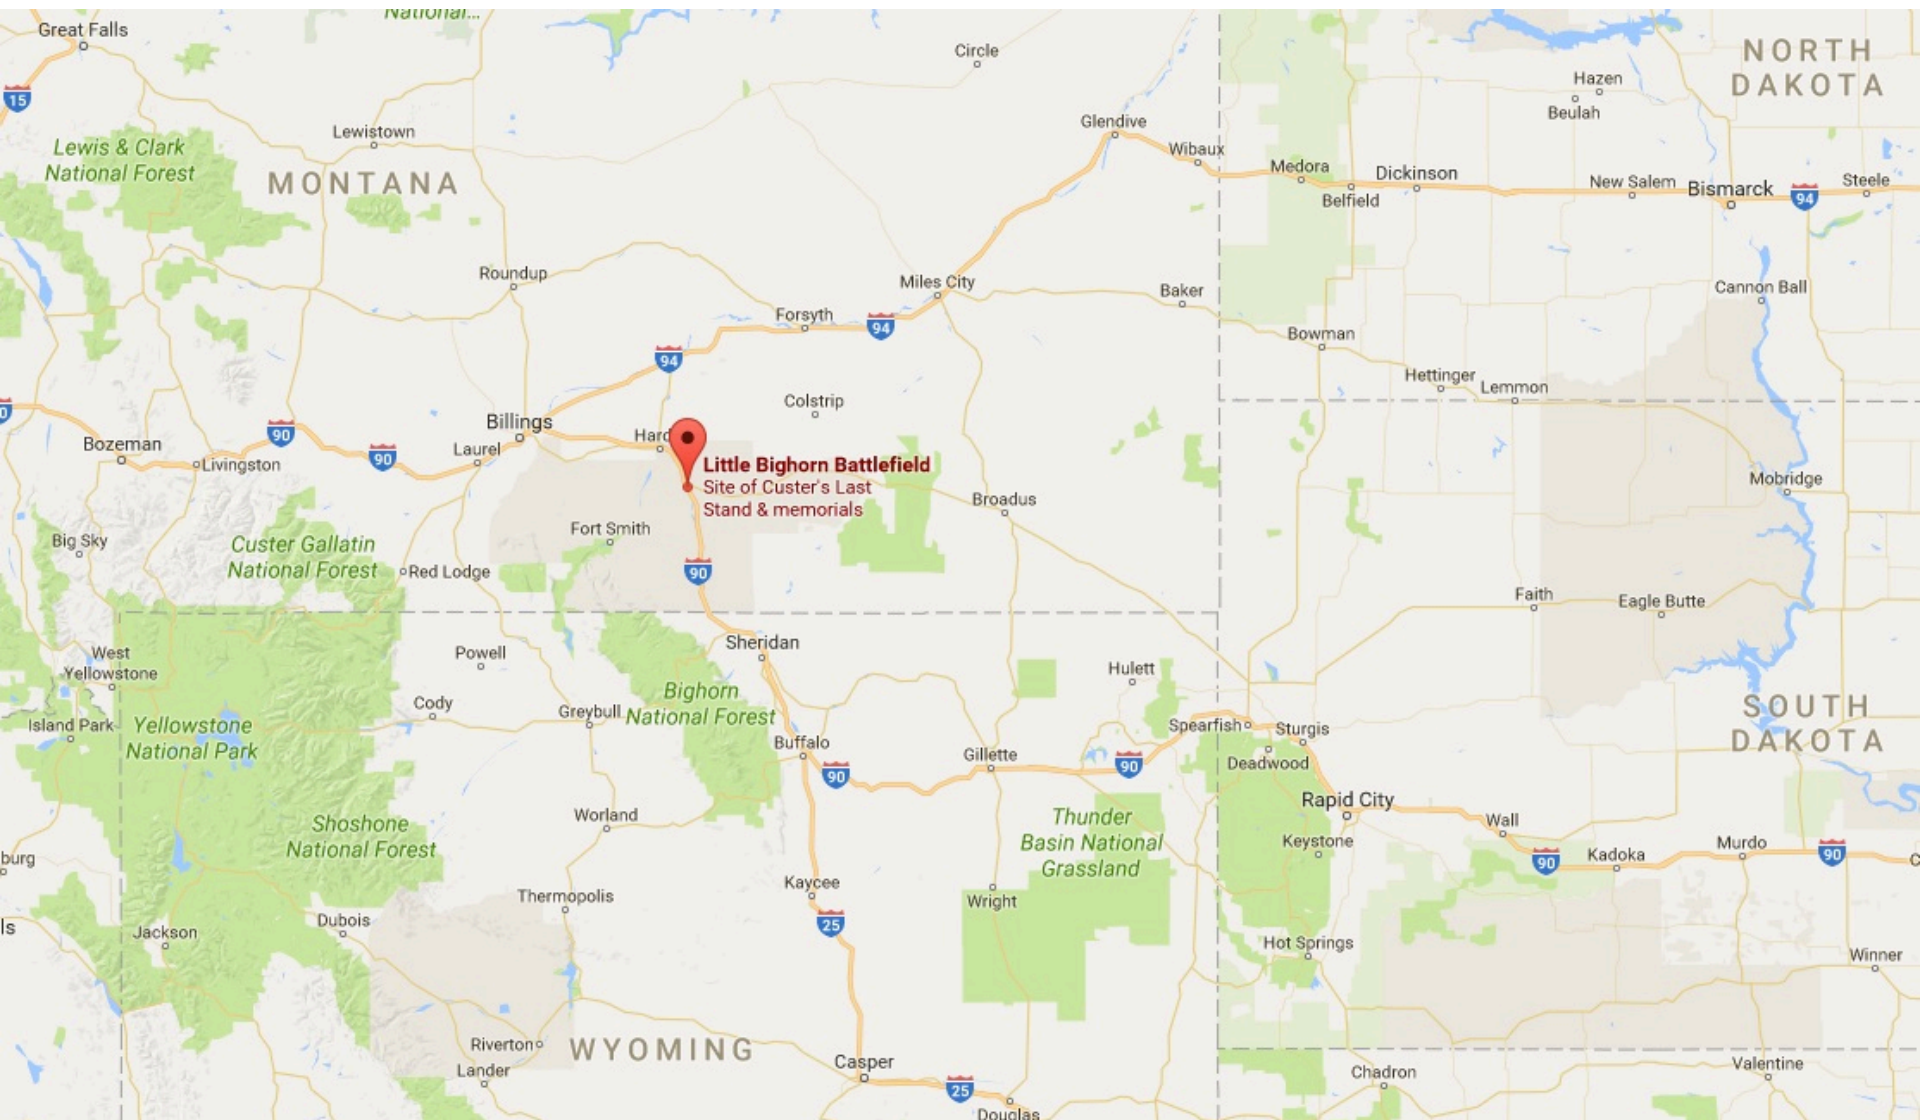 National...
Great Falls
Circle
NORTH
DAKOTA
Hazen
Beulah
15
Lewistown
Glendive
Wibaux
Lewis & Clark
National Forest
MONTANA
Medora
Dickinson
Belfield
New Salem
Bismarck
94
Steele
Roundup
Miles City
Baker
Cannon Ball
Forsyth
94
Bowman
94
Hettinger
Lemmon
Colstrip
Billings
Hard
Bozeman
90
90
Laurel
Livingston
Little Bighorn Battlefield
Site of Custer's Last
Stand & memorials
Mobridge
Broadus
Fort Smith
Big Sky
Custer Gallatin
National Forest
Red Lodge
90
Faith
Eagle Butte
Sheridan
West
Yellowstone
Powell
Hulett
Bighorn
National Forest
Cody
Greybull
Island Park
Yellowstone
National Park
Spearfish
Sturgis
SOUTH
DAKOTA
Buffalo
Gillette
90
90
Deadwood
Rapid City
Worland
Thunder
Basin National
Grassland
Shoshone
National Forest
Wall
Keystone
Murdo
90
Kadoka
90
burg
Kaycee
Thermopolis
Wright
25
Dubois
ls
Jackson
Hot Springs
Winner
Riverton
WYOMING
Lander
Casper
25
Chadron
Valentine
Douglas